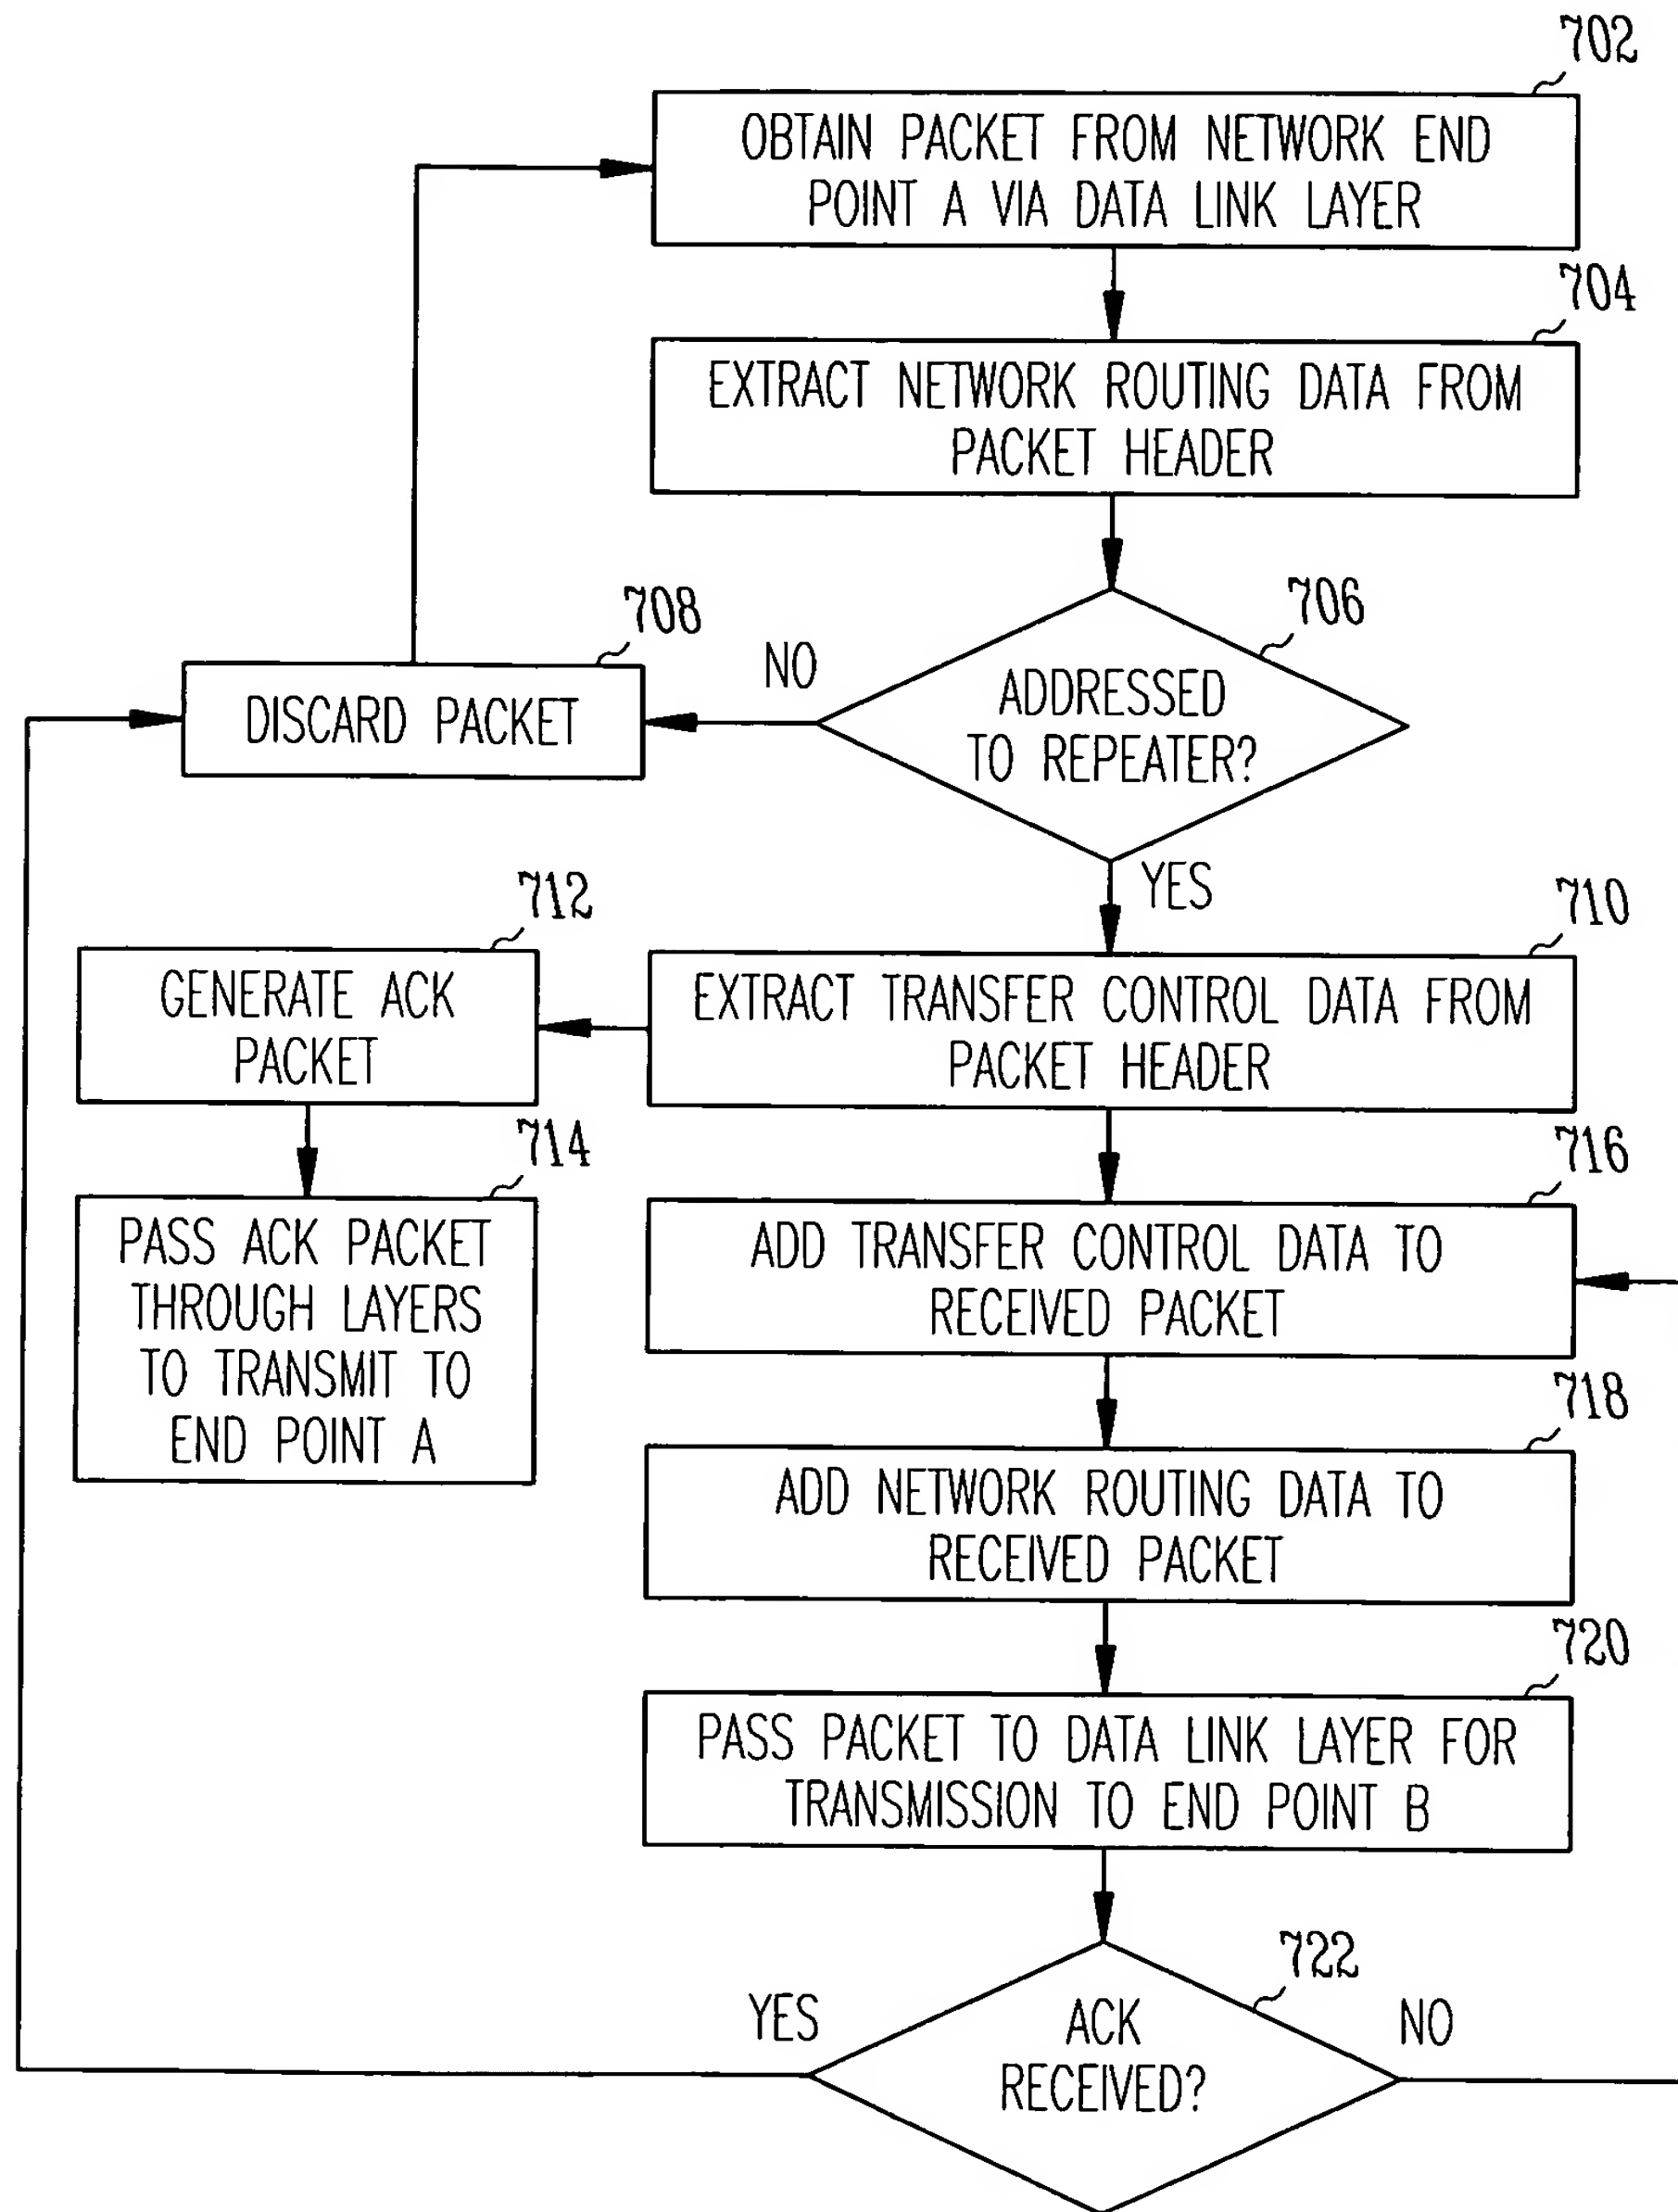 702
OBTAIN PACKET FROM NETWORK END
POINT A VIA DATA LINK LAYER
704
EXTRACT NETWORK ROUTING DATA FROM
PACKET HEADER
706
ADDRESSED
TO REPEATER?
NO
708
DISCARD PACKET
YES
710
EXTRACT TRANSFER CONTROL DATA FROM
PACKET HEADER
712
GENERATE ACK
PACKET
714
PASS ACK PACKET
THROUGH LAYERS
TO TRANSMIT TO
END POINT A
716
ADD TRANSFER CONTROL DATA TO
RECEIVED PACKET
718
ADD NETWORK ROUTING DATA TO
RECEIVED PACKET
720
PASS PACKET TO DATA LINK LAYER FOR
TRANSMISSION TO END POINT B
722
ACK
RECEIVED?
YES
NO